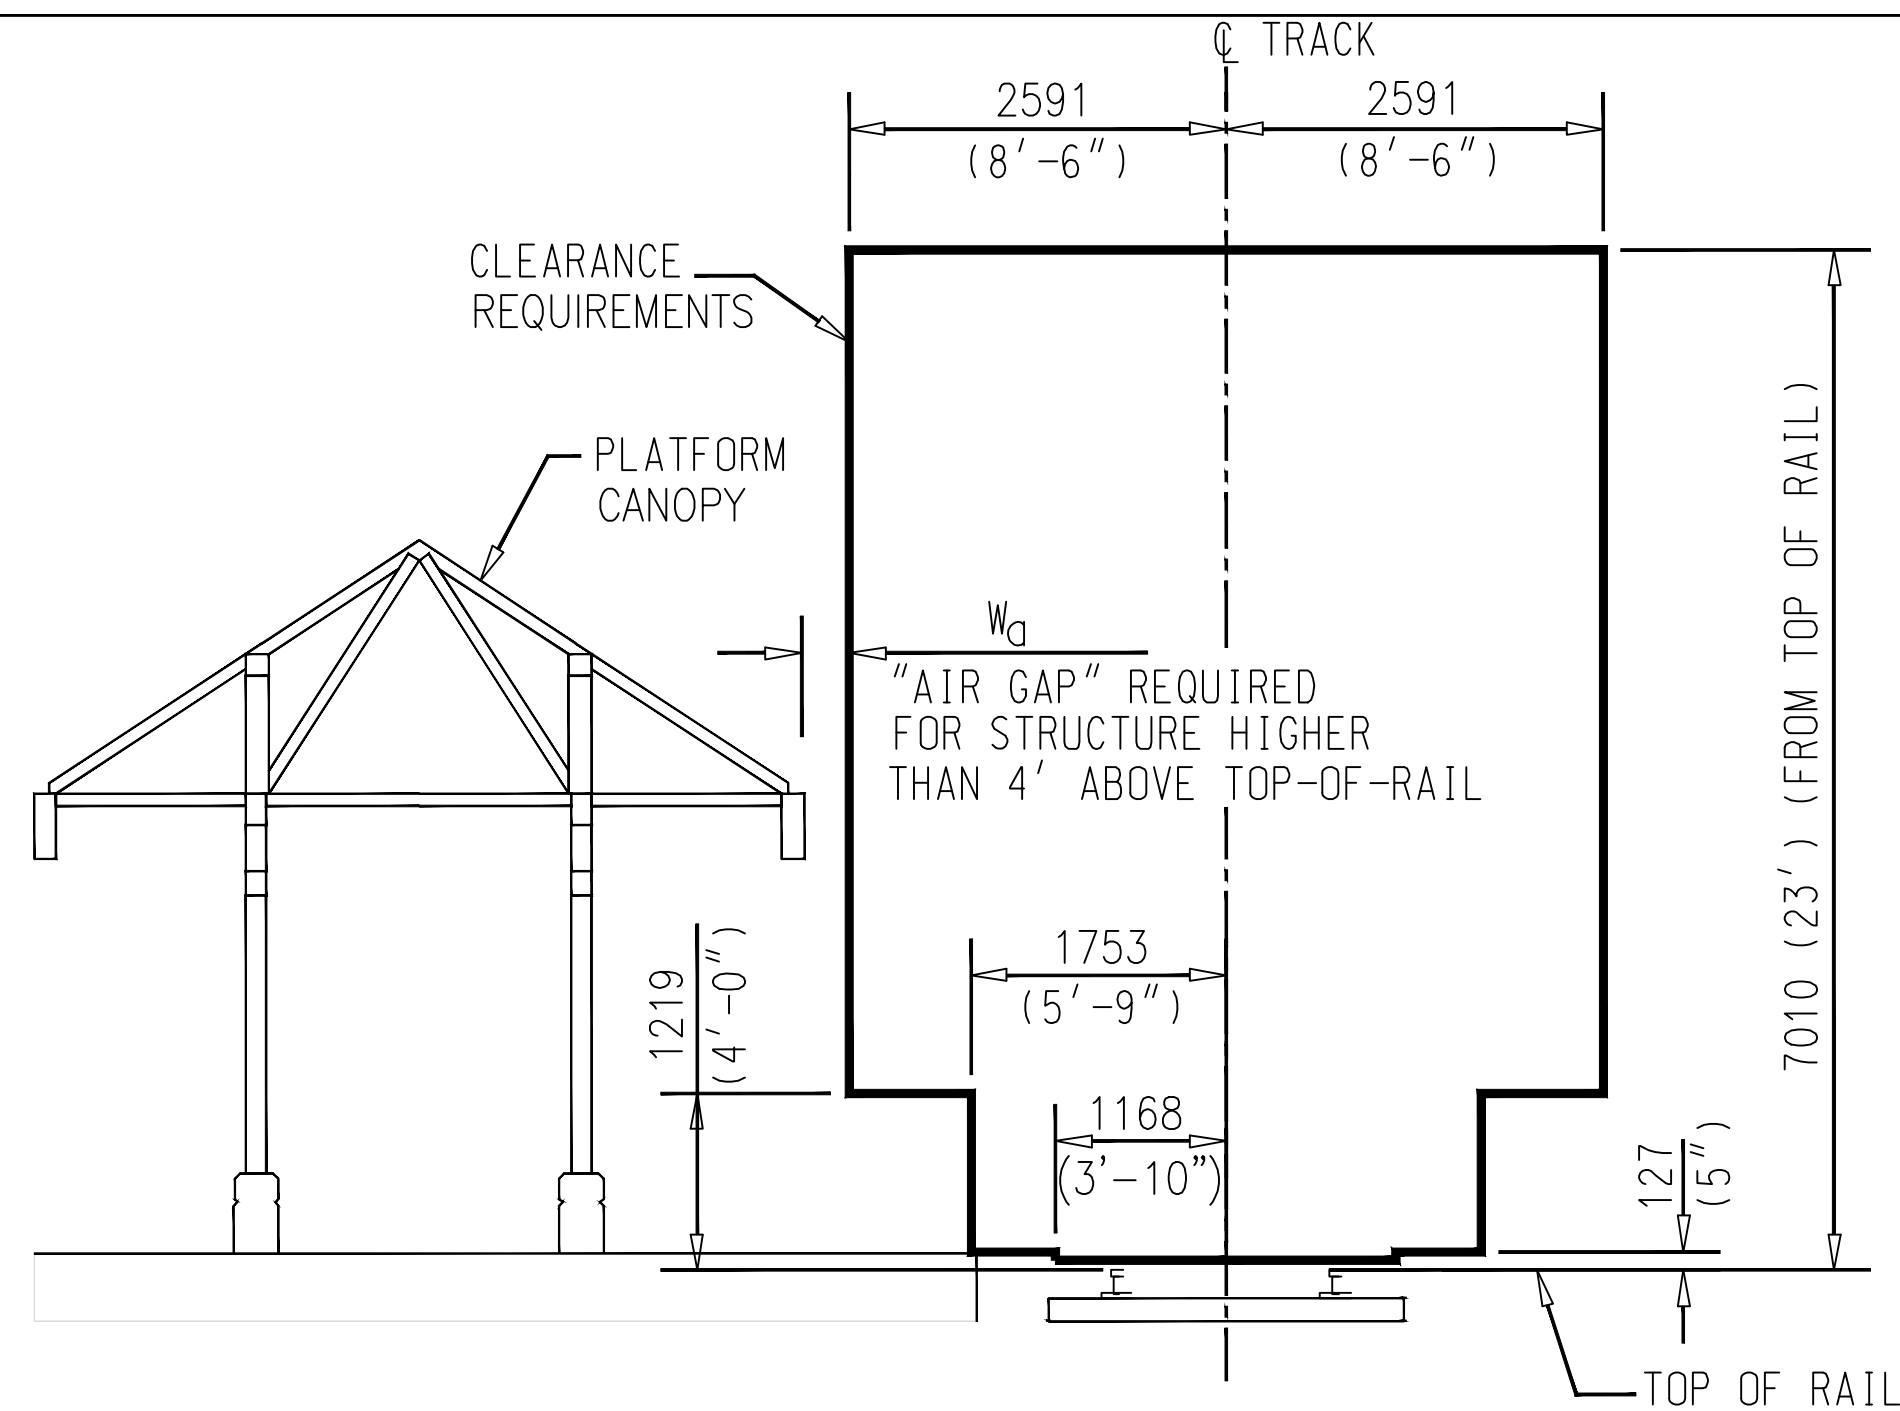 ℄ TRACK
2591
(8'-6")
2591
(8'-6")
CLEARANCE
REQUIREMENTS
PLATFORM
CANOPY
Wa
"AIR GAP" REQUIRED
FOR STRUCTURE HIGHER
THAN 4' ABOVE TOP-OF-RAIL
7010 (23') (FROM TOP OF RAIL)
1753
(5'-9")
1219
(4'-0")
1168
(3'-10")
127
(5")
TOP OF RAIL